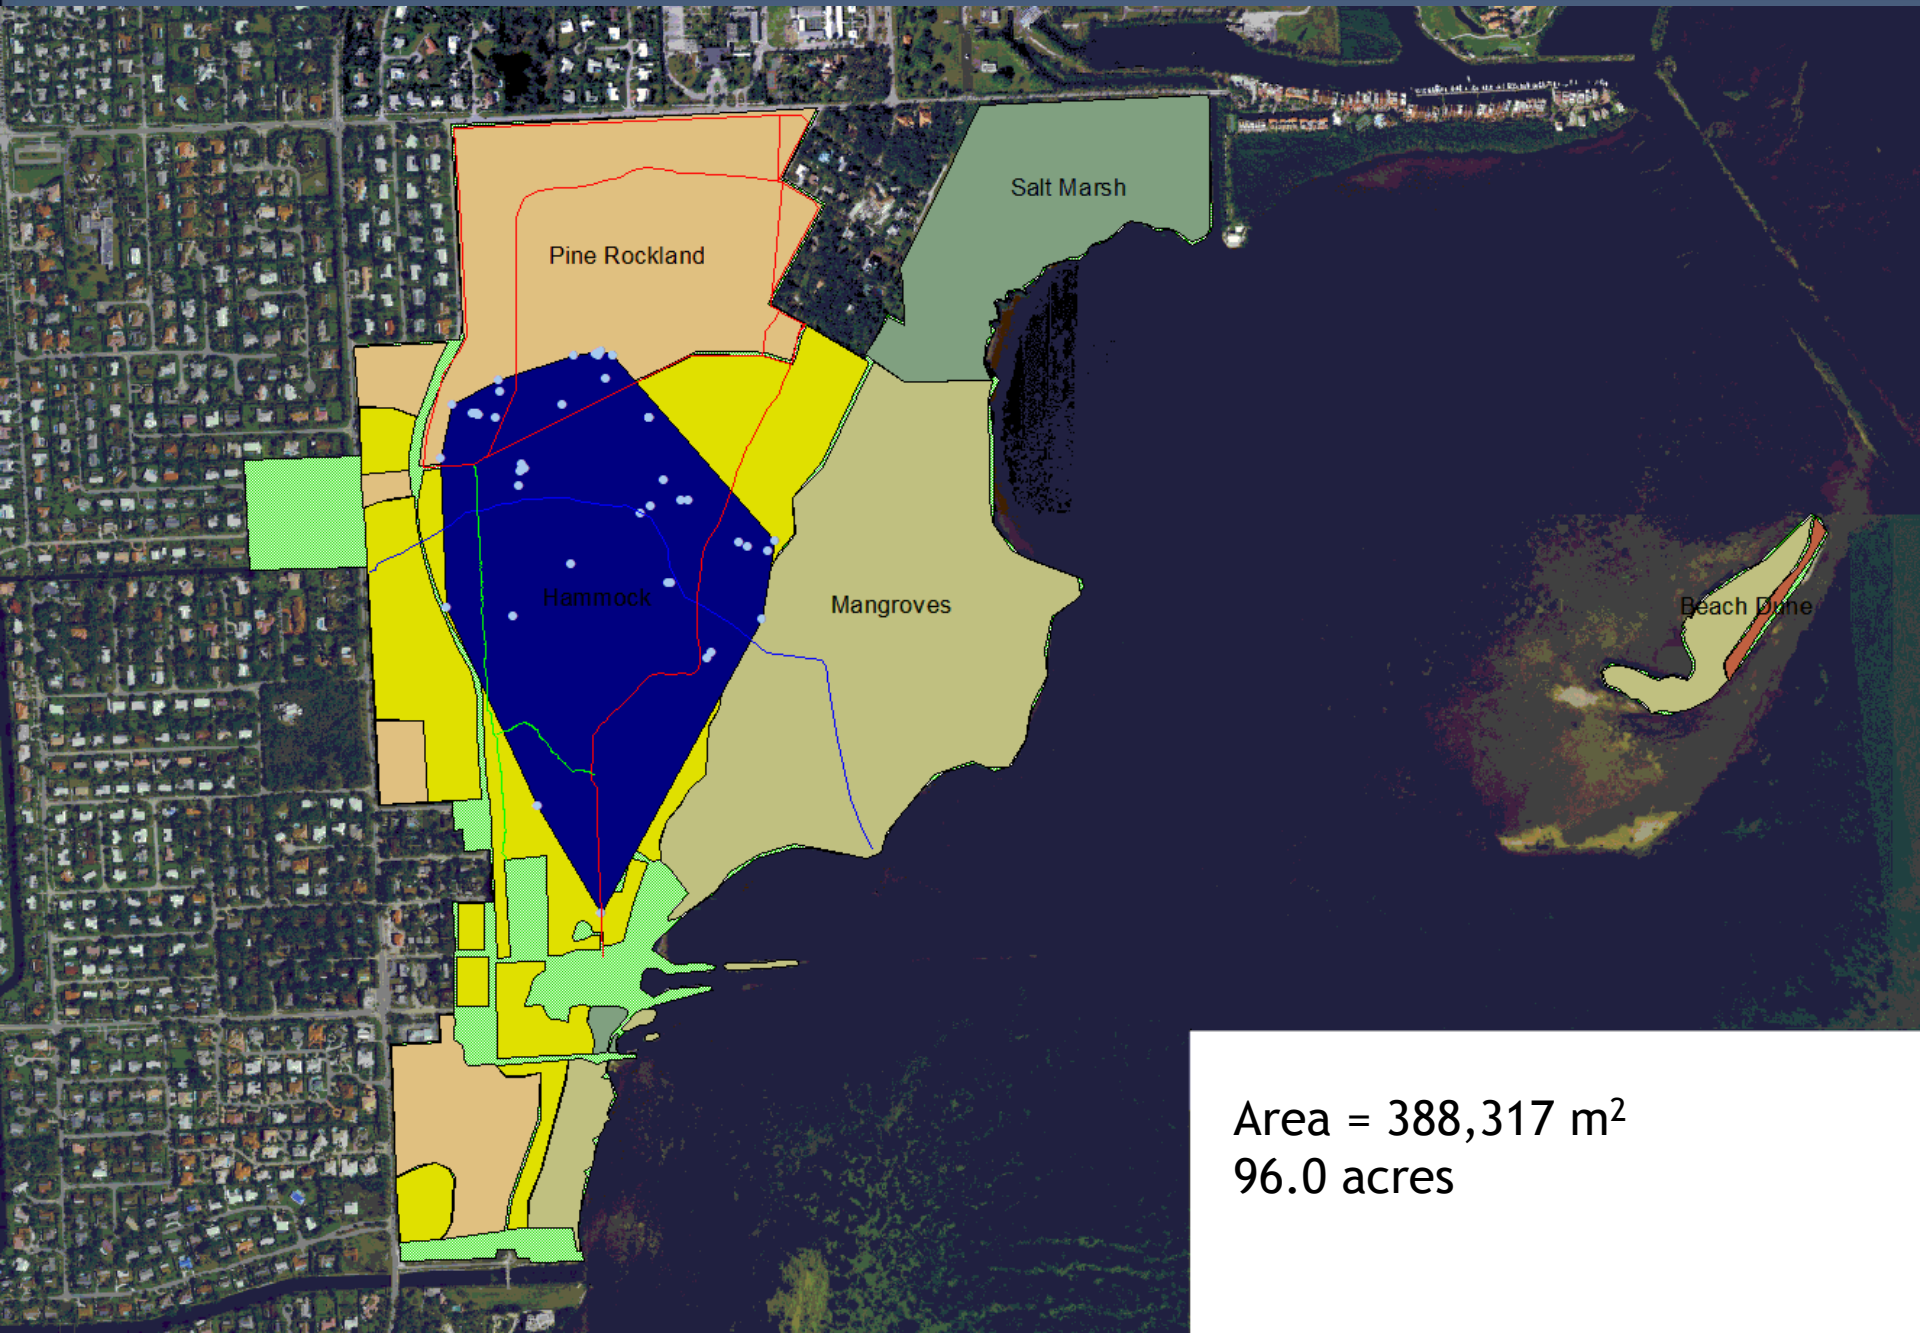 Salt Marsh
Pine Rockland
Hammock
Mangroves
Beach Dune
Area = 388,317 m²
96.0 acres